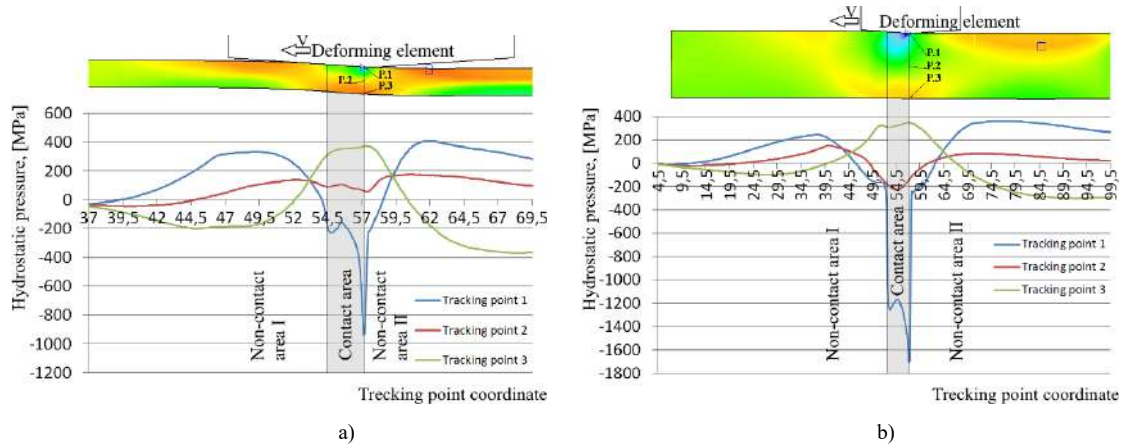 V
Deforming element
P.1
P.2
P.3
Hydrostatic pressure, [MPa]
600
400
200
0
-200
-400
-600
-800
-1000
-1200
37 39,5 42 44,5 47 49,5 52 54,5 57 59,5 62 64,5 67 69,5
Non-contact
area I
Contact area
Non-contact
area II
Tracking point 1
Tracking point 2
Tracking point 3
Trecking point coordinate
a)
V
Deforming element
P.1
P.2
P.3
Hydrostatic pressure, [MPa]
400
200
0
-200
-400
-600
-800
-1000
-1200
-1400
-1600
-1800
4,5 9,5 14,5 19,5 24,5 29,5 34,5 39,5 44,5 49,5 54,5 59,5 64,5 69,5 74,5 79,5 84,5 89,5 94,5 99,5
Non-contact area I
Contact area
Non-contact area II
Tracking point 1
Tracking point 2
Tracking point 3
Trecking point coordinate
b)